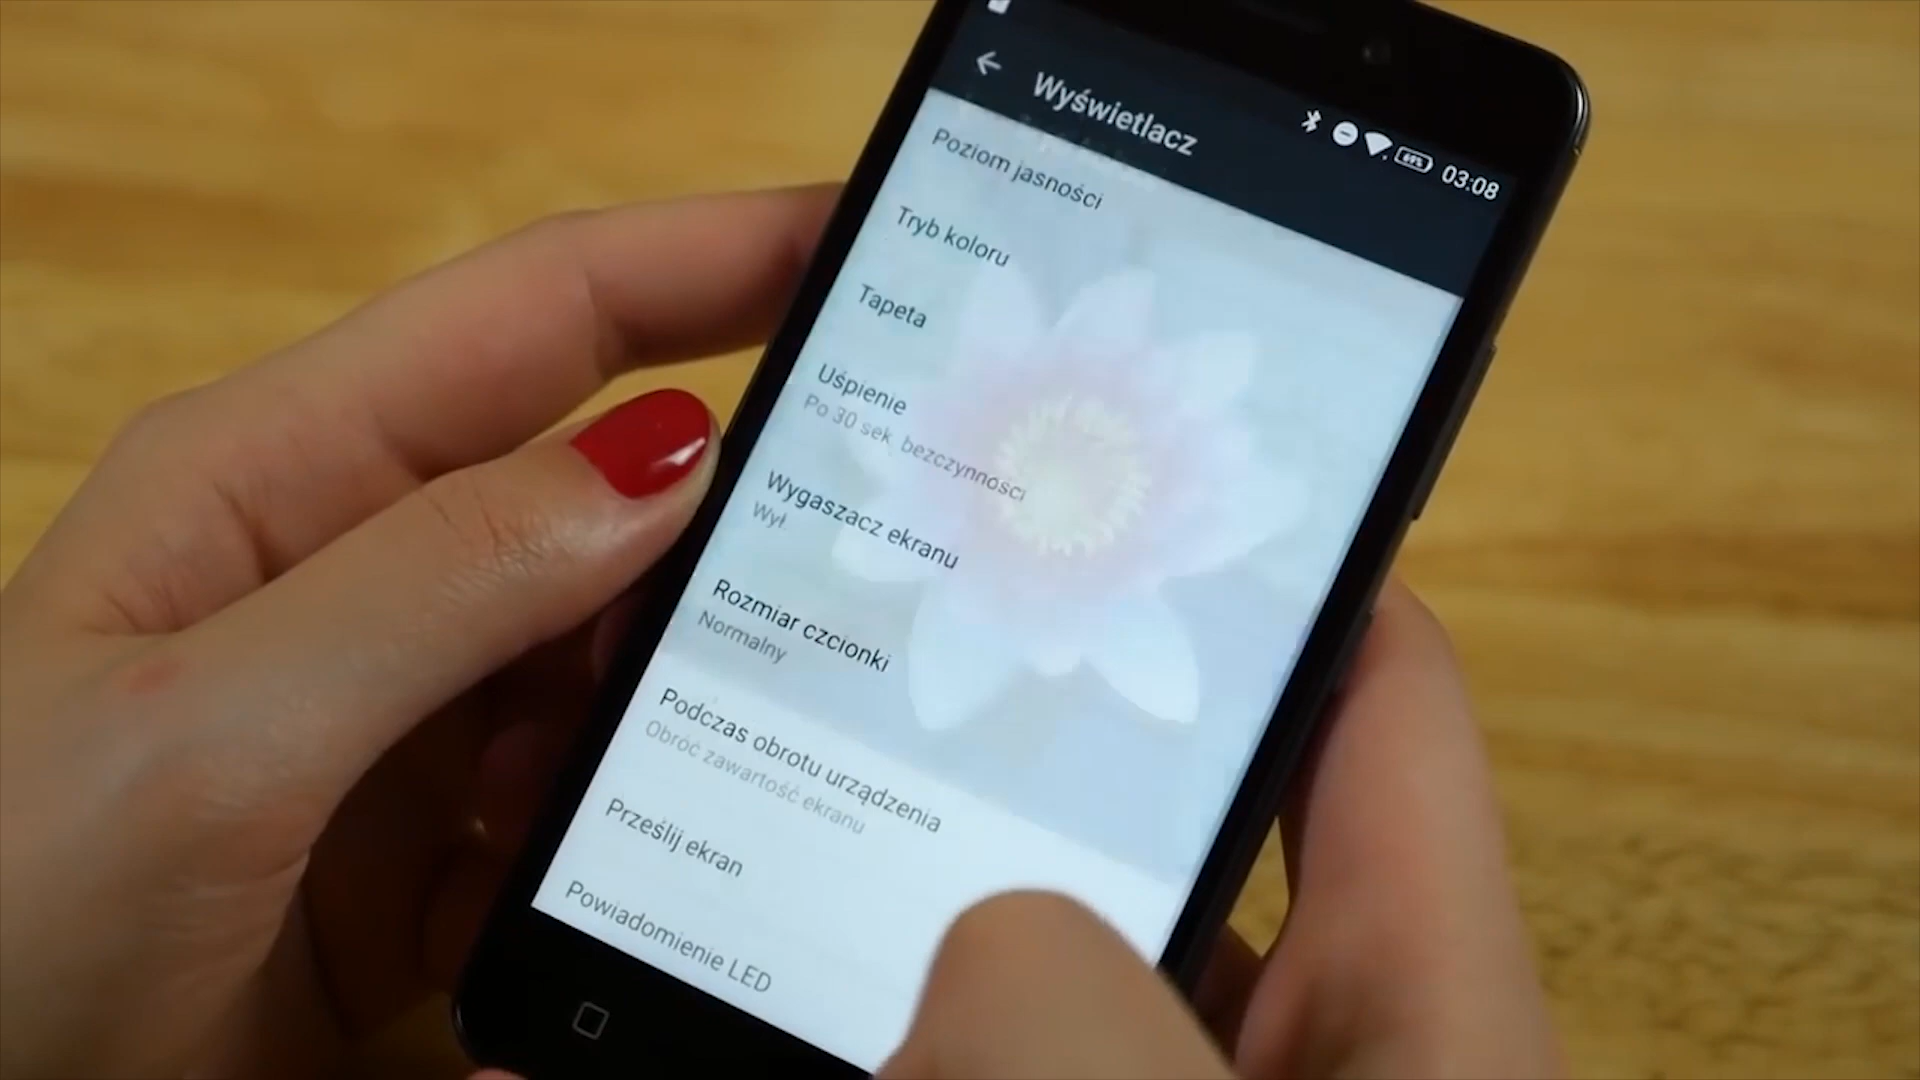 69%
03:08
Wyświetlacz
Poziom jasności
Tryb koloru
Tapeta
Uśpienie
Po 30 sek. bezczynności
Wygaszacz ekranu
Wył.
Rozmiar czcionki
Normalny
Podczas obrotu urządzenia
Obróć zawartość ekranu
Prześlij ekran
Powiadomienie LED